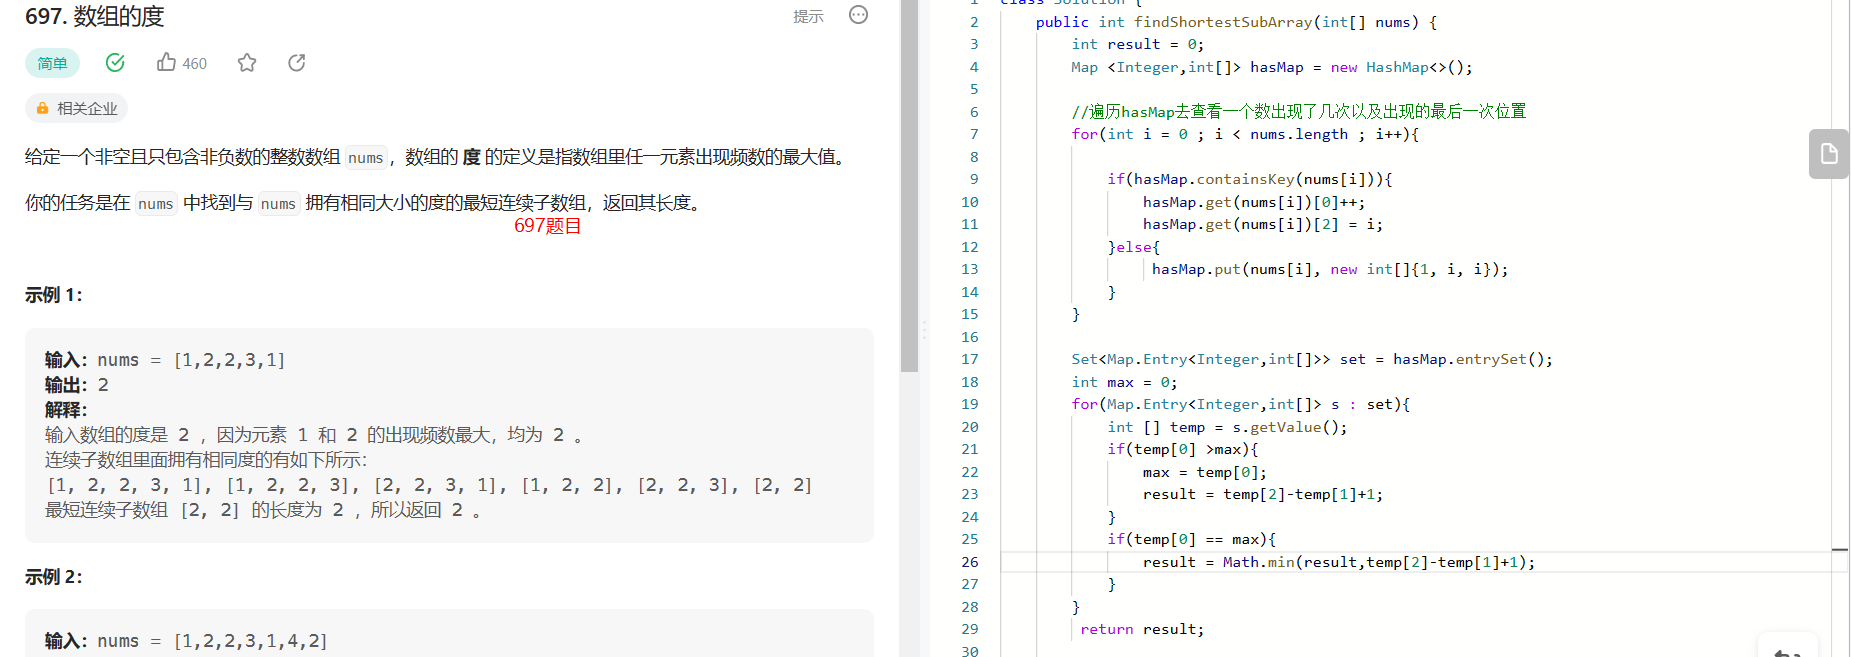 697. 数组的度
提示
简单
460
相关企业
给定一个非空且只包含非负数的整数数组 nums，数组的 度 的定义是指数组里任一元素出现频数的最大值。
你的任务是在 nums 中找到与 nums 拥有相同大小的度的最短连续子数组，返回其长度。
697题目
示例 1：
输入：nums = [1,2,2,3,1]
输出：2
解释：
输入数组的度是 2 ，因为元素 1 和 2 的出现频数最大，均为 2 。
连续子数组里面拥有相同度的有如下所示：
[1, 2, 2, 3, 1], [1, 2, 2, 3], [2, 2, 3, 1], [1, 2, 2], [2, 2, 3], [2, 2]
最短连续子数组 [2, 2] 的长度为 2 ，所以返回 2 。
示例 2：
输入：nums = [1,2,2,3,1,4,2]
1 class Solution {
2 public int findShortestSubArray(int[] nums) {
3 int result = 0;
4 Map <Integer,int[]> hasMap = new HashMap<>();
5
6 //遍历hasMap去查看一个数出现了几次以及出现的最后一次位置
7 for(int i = 0 ; i < nums.length ; i++){
8
9 if(hasMap.containsKey(nums[i])){
10 hasMap.get(nums[i])[0]++;
11 hasMap.get(nums[i])[2] = i;
12 }else{
13 hasMap.put(nums[i], new int[]{1, i, i});
14 }
15 }
16
17 Set<Map.Entry<Integer,int[]>> set = hasMap.entrySet();
18 int max = 0;
19 for(Map.Entry<Integer,int[]> s : set){
20 int [] temp = s.getValue();
21 if(temp[0] >max){
22 max = temp[0];
23 result = temp[2]-temp[1]+1;
24 }
25 if(temp[0] == max){
26 result = Math.min(result,temp[2]-temp[1]+1);
27 }
28 }
29 return result;
30